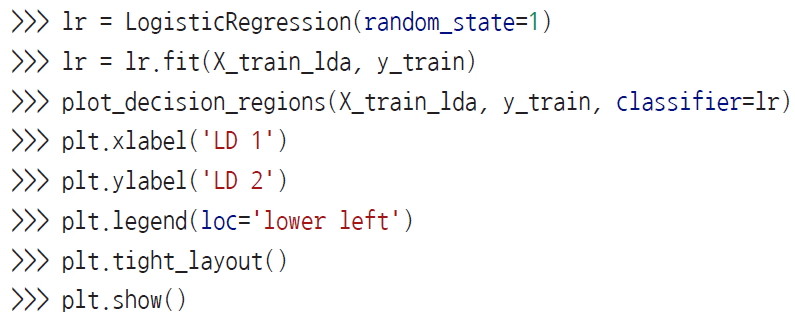 >>> lr = LogisticRegression(random_state=1)
>>> lr = lr.fit(X_train_lda, y_train)
>>> plot_decision_regions(X_train_lda, y_train, classifier=lr)
>>> plt.xlabel('LD 1')
>>> plt.ylabel('LD 2')
>>> plt.legend(loc='lower left')
>>> plt.tight_layout()
>>> plt.show()